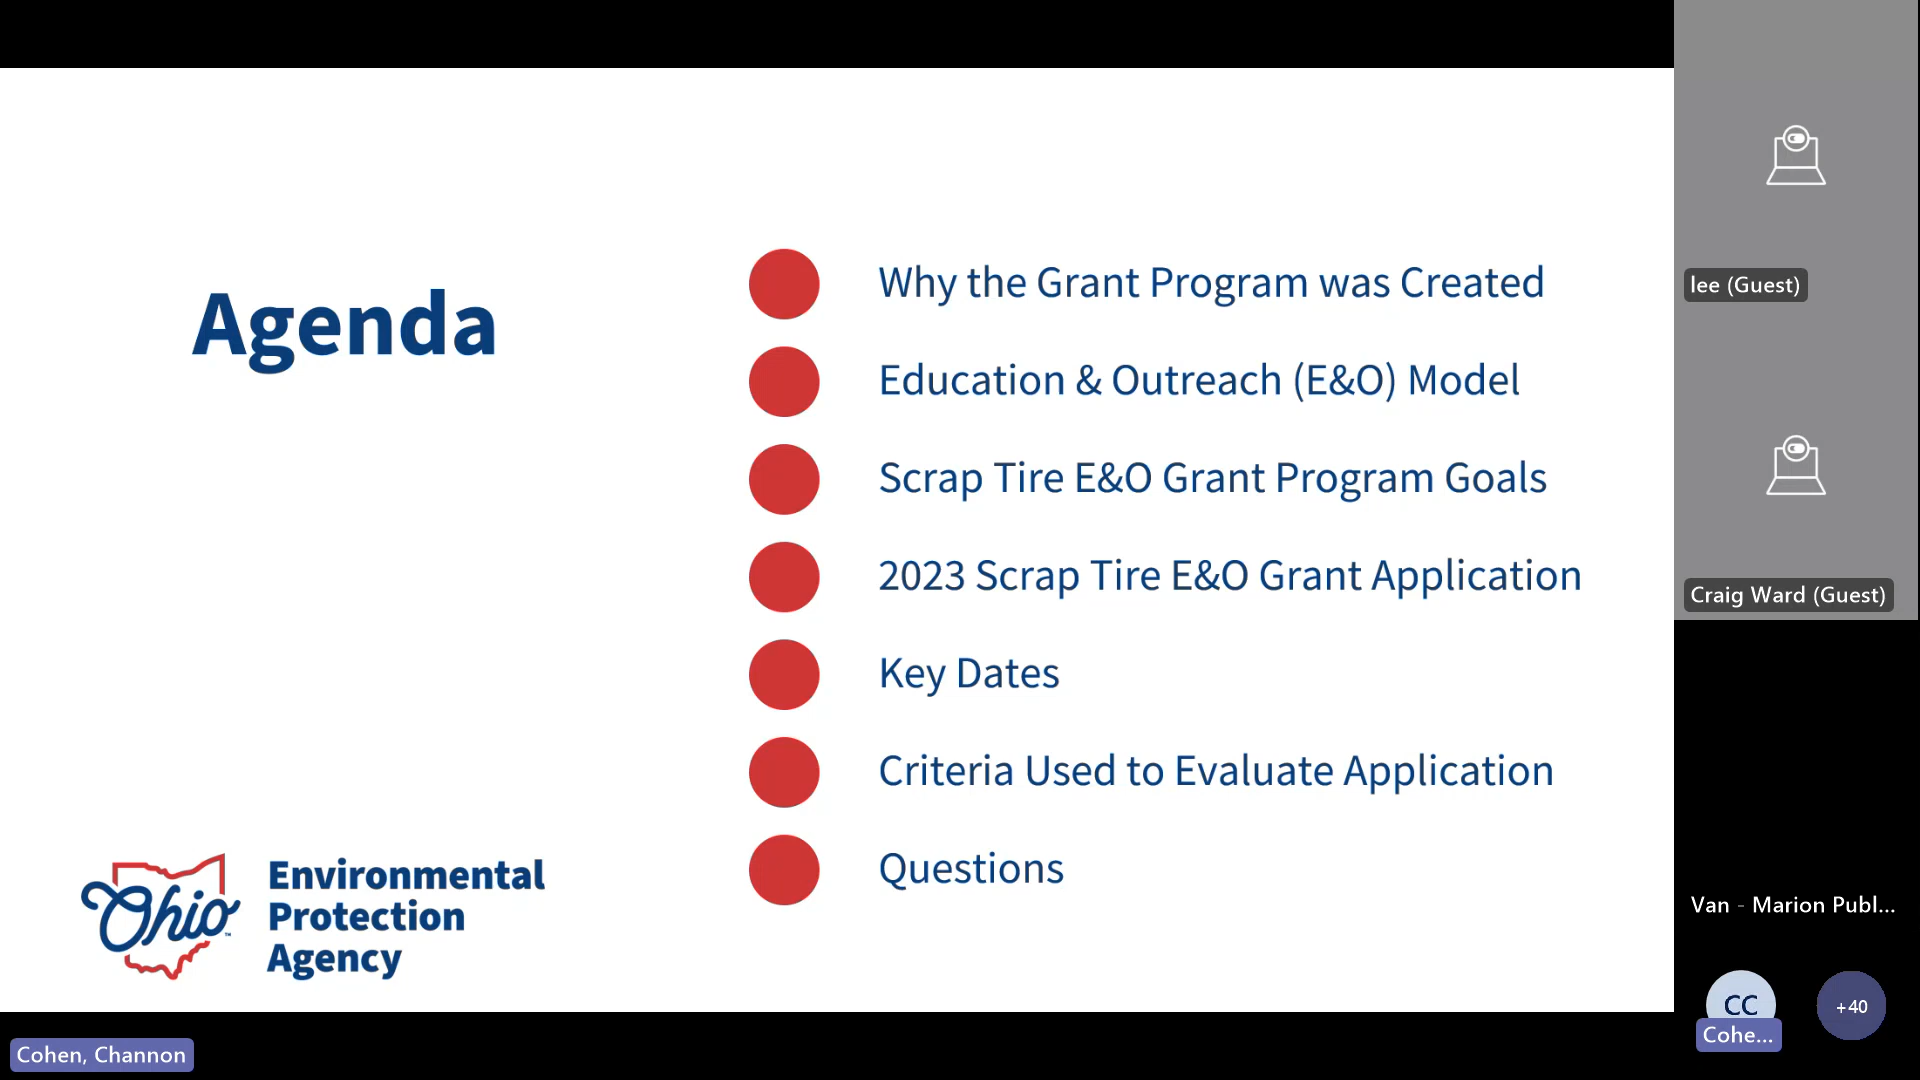 Agenda
Why the Grant Program was Created
Education & Outreach (E&O) Model
Scrap Tire E&O Grant Program Goals
2023 Scrap Tire E&O Grant Application
Key Dates
Criteria Used to Evaluate Application
Questions
Ohio
Environmental
Protection
Agency
Cohen, Channon
lee (Guest)
Craig Ward (Guest)
Van - Marion Publ...
CC
Cohe...
+40